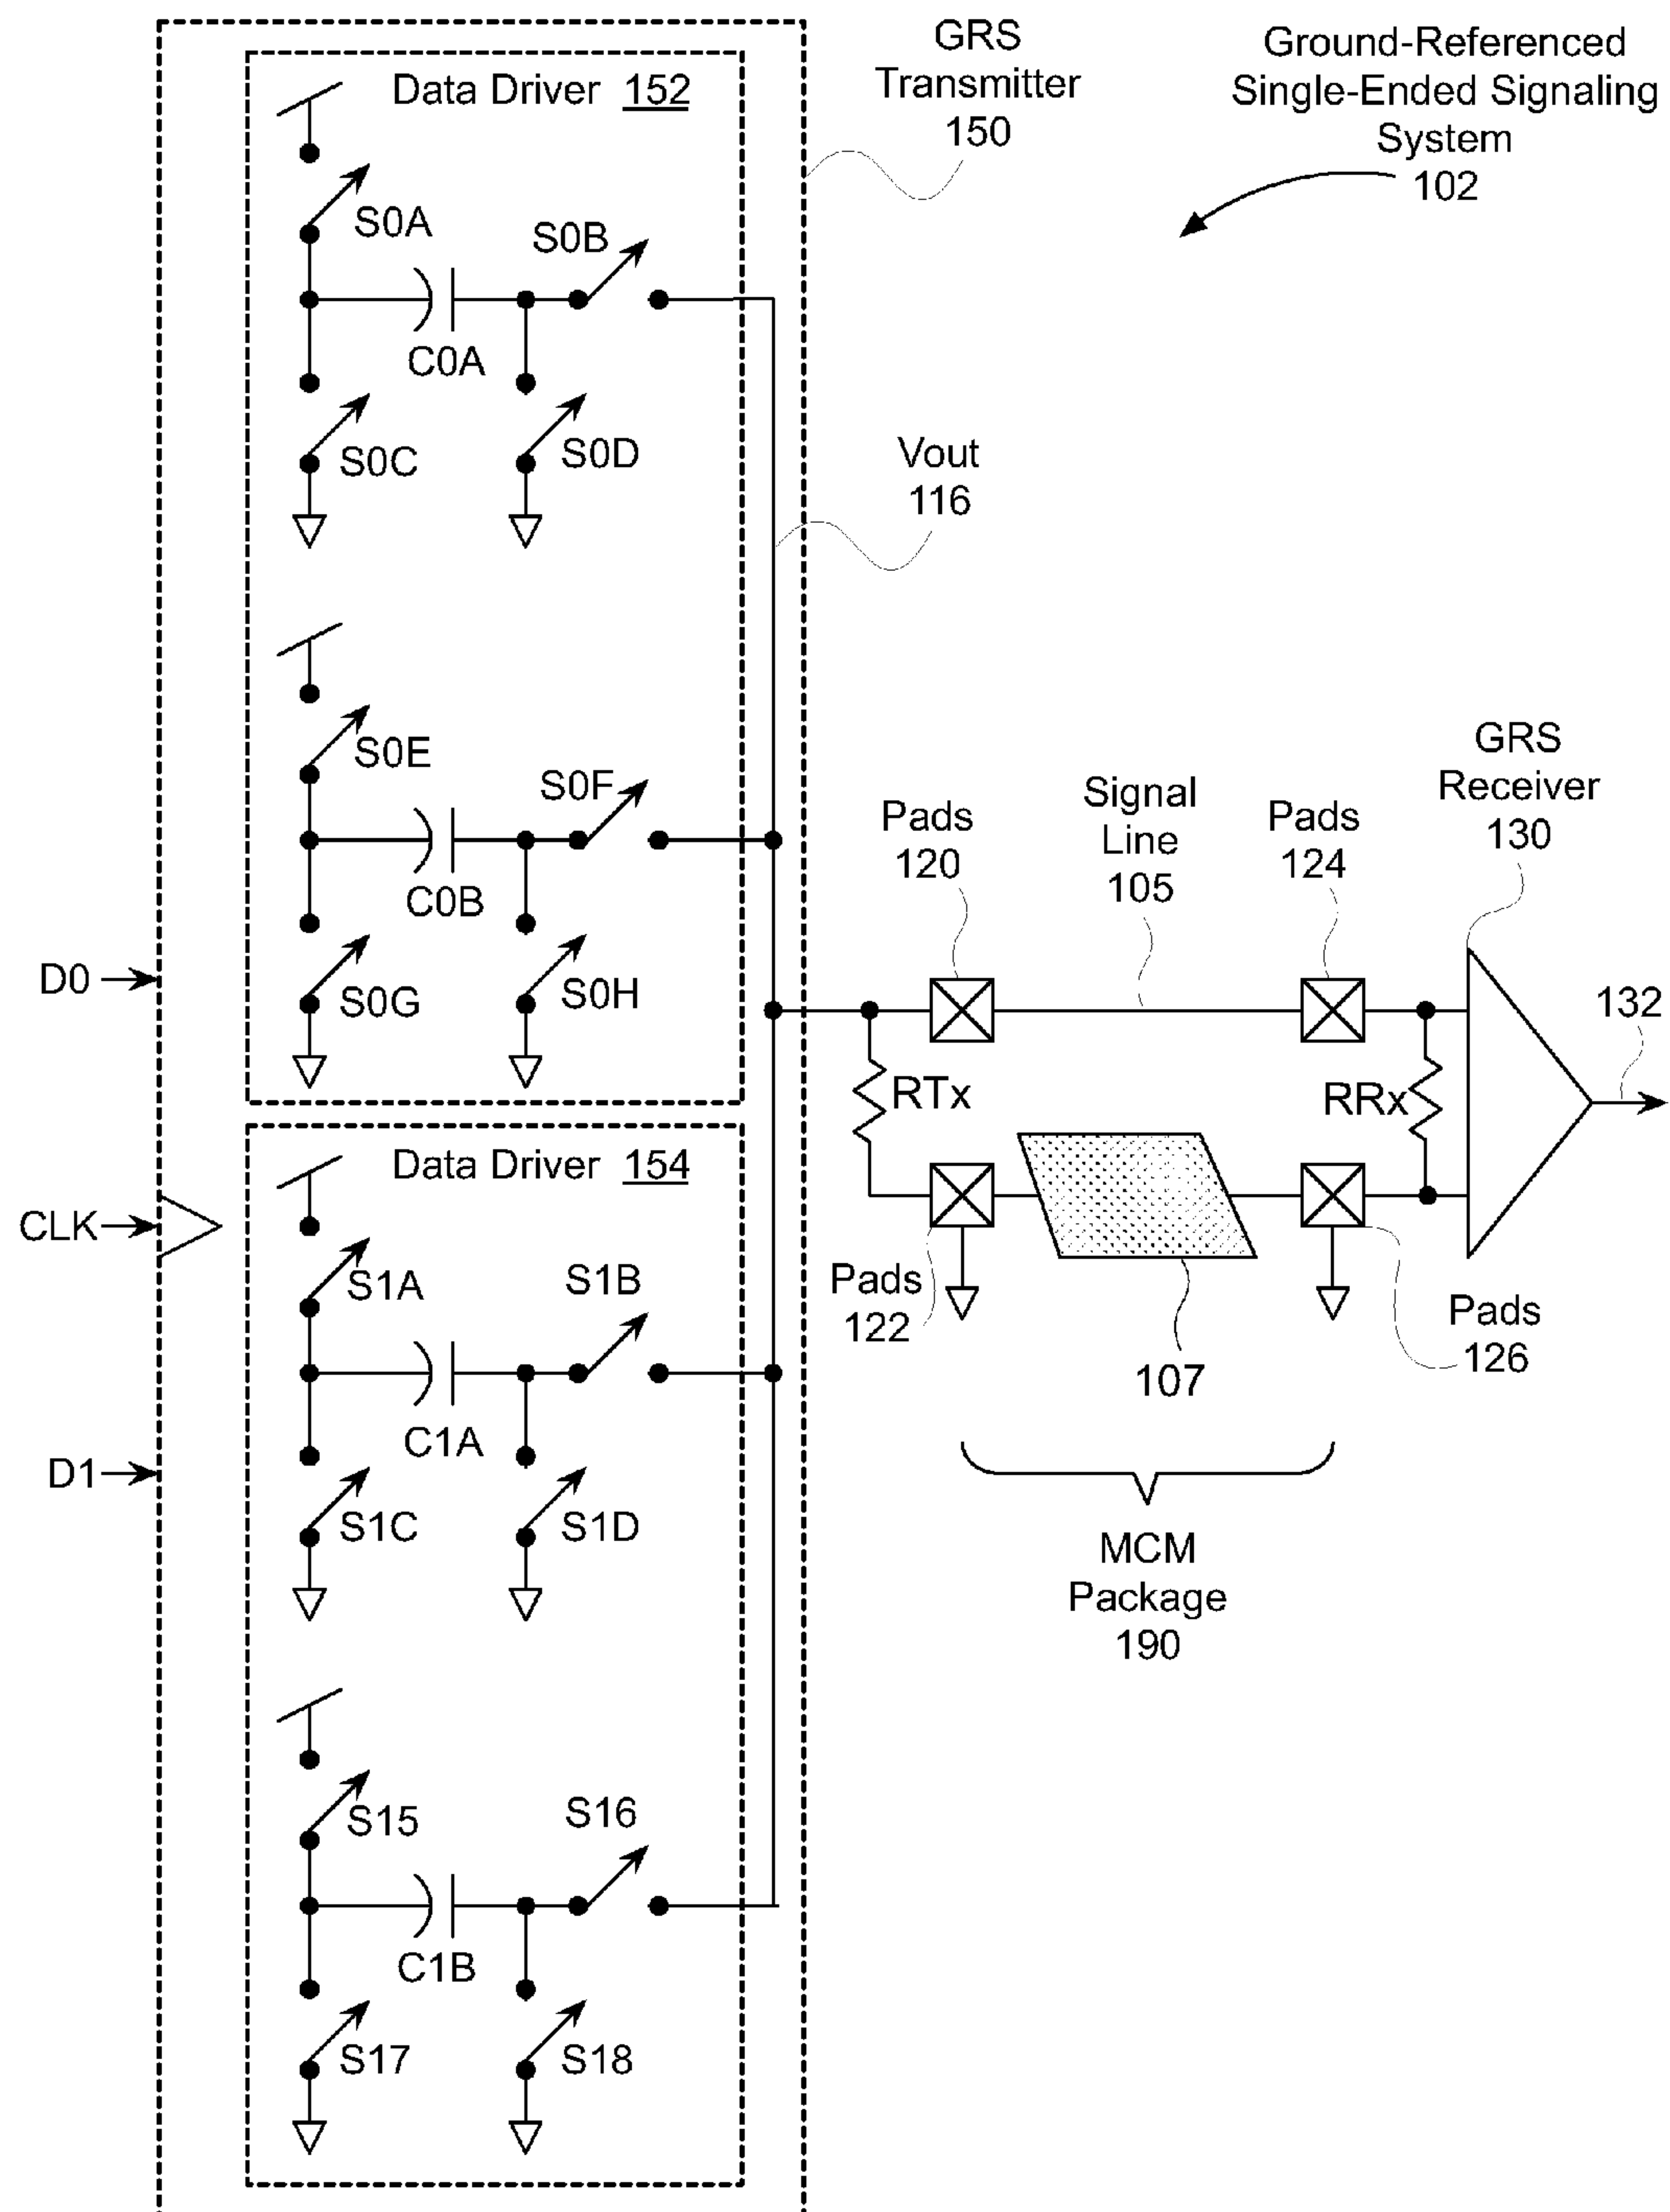 GRS
Transmitter
150
Ground-Referenced
Single-Ended Signaling
System
102
Data Driver 152
S0A
S0B
C0A
S0C
S0D
Vout
116
S0E
S0F
C0B
S0G
S0H
D0
Pads
120
Signal
Line
105
Pads
124
GRS
Receiver
130
132
RTx
RRx
Data Driver 154
CLK
S1A
S1B
C1A
S1C
S1D
D1
Pads
122
107
Pads
126
MCM
Package
190
S15
S16
C1B
S17
S18